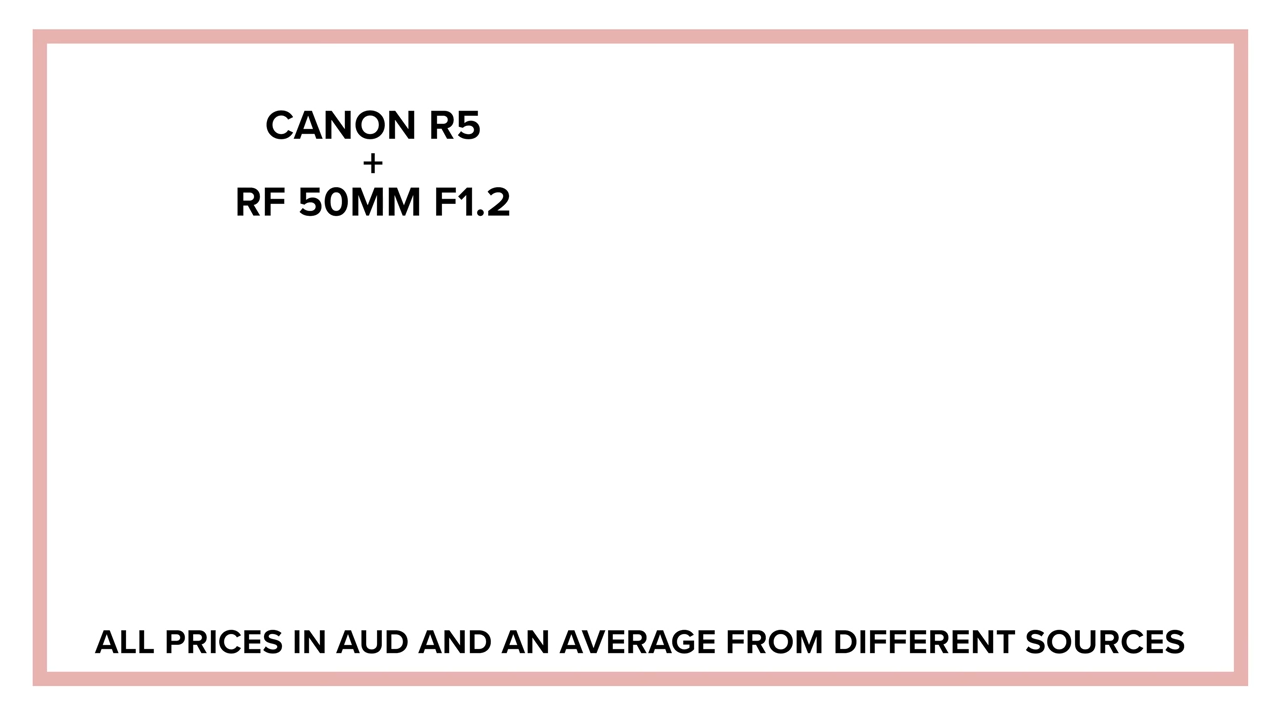 CANON R5
+
RF 50MM F1.2
ALL PRICES IN AUD AND AN AVERAGE FROM DIFFERENT SOURCES